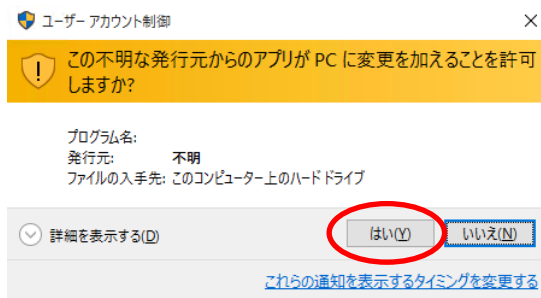 ユーザー アカウント制御
この不明な発行元からのアプリが PC に変更を加えることを許可
しますか?
プログラム名:
発行元: 不明
ファイルの入手先: このコンピューター上のハード ドライブ
詳細を表示する(D)
はい(Y)
いいえ(N)
これらの通知を表示するタイミングを変更する